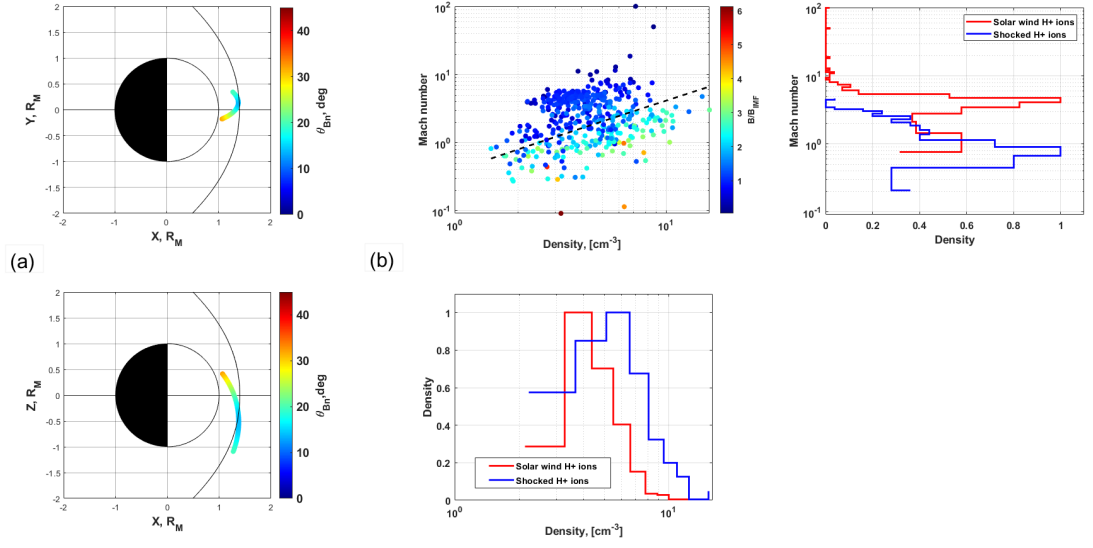 2
1.5
1
0.5
0
-0.5
-1
-1.5
-2
Y, R_M
-2 -1 0 1 2
X, R_M
40
30
20
10
0
θ_Bn, deg
(a)
2
1.5
1
0.5
0
-0.5
-1
-1.5
-2
Z, R_M
-2 -1 0 1 2
X, R_M
40
30
20
10
0
θ_Bn, deg
10^2
10^1
10^0
10^-1
Mach number
10^0 10^1
Density, [cm^-3]
6
5
4
3
2
1
B/B_IMF
(b)
Solar wind H+ ions
Shocked H+ ions
10^2
10^1
10^0
10^-1
Mach number
0 0.2 0.4 0.6 0.8 1
Density
1
0.8
0.6
0.4
0.2
0
Density
Solar wind H+ ions
Shocked H+ ions
10^0 10^1
Density, [cm^-3]